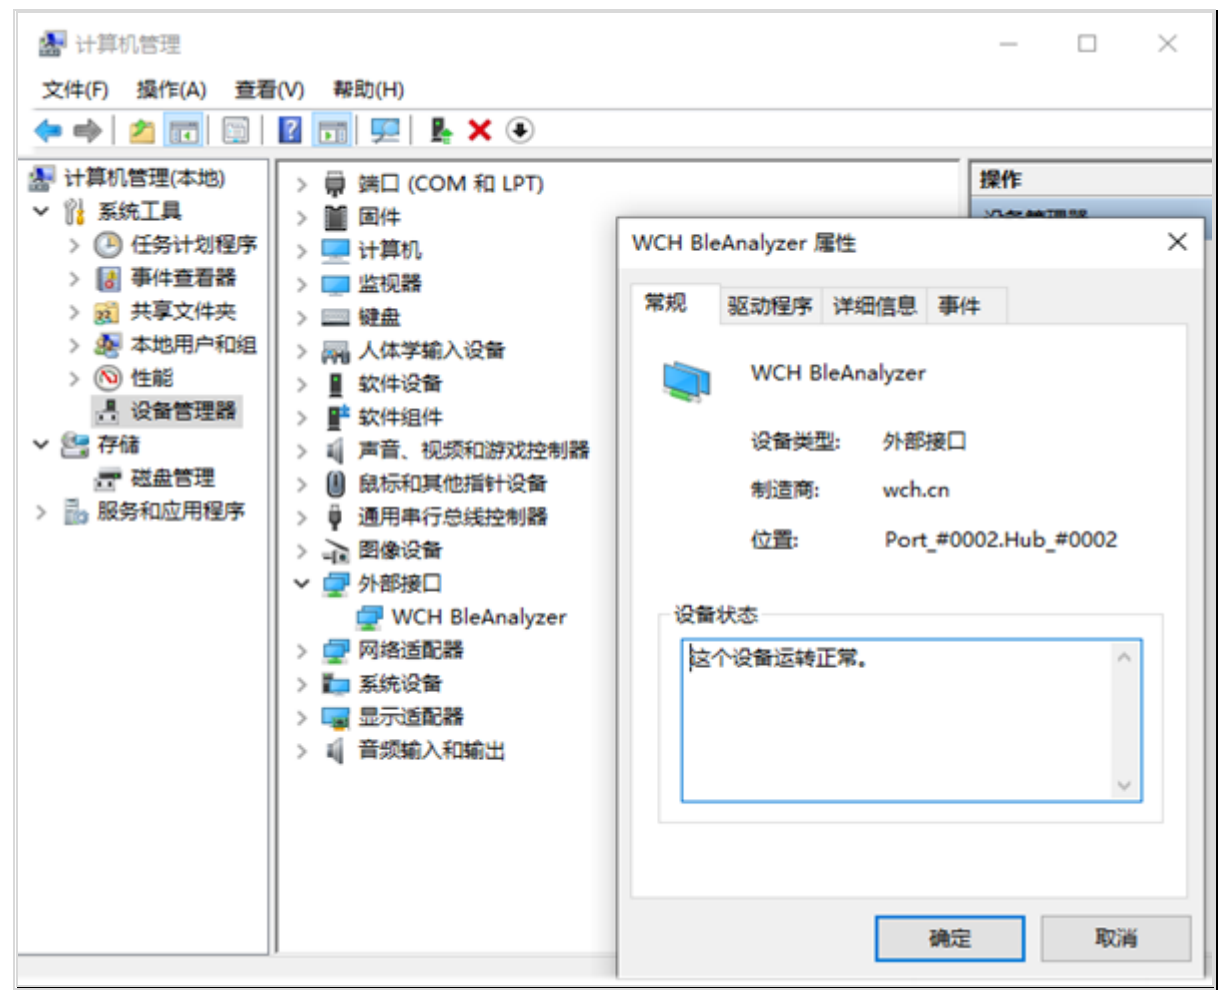 计算机管理
文件(F) 操作(A) 查看(V) 帮助(H)
计算机管理(本地)
系统工具
任务计划程序
事件查看器
共享文件夹
本地用户和组
性能
设备管理器
存储
磁盘管理
服务和应用程序
端口 (COM 和 LPT)
固件
计算机
监视器
键盘
人体学输入设备
软件设备
软件组件
声音、视频和游戏控制器
鼠标和其他指针设备
通用串行总线控制器
图像设备
外部接口
WCH BleAnalyzer
网络适配器
系统设备
显示适配器
音频输入和输出
操作
设备管理器
WCH BleAnalyzer 属性
常规 驱动程序 详细信息 事件
WCH BleAnalyzer
设备类型: 外部接口
制造商: wch.cn
位置: Port_#0002.Hub_#0002
设备状态
这个设备运转正常。
确定 取消